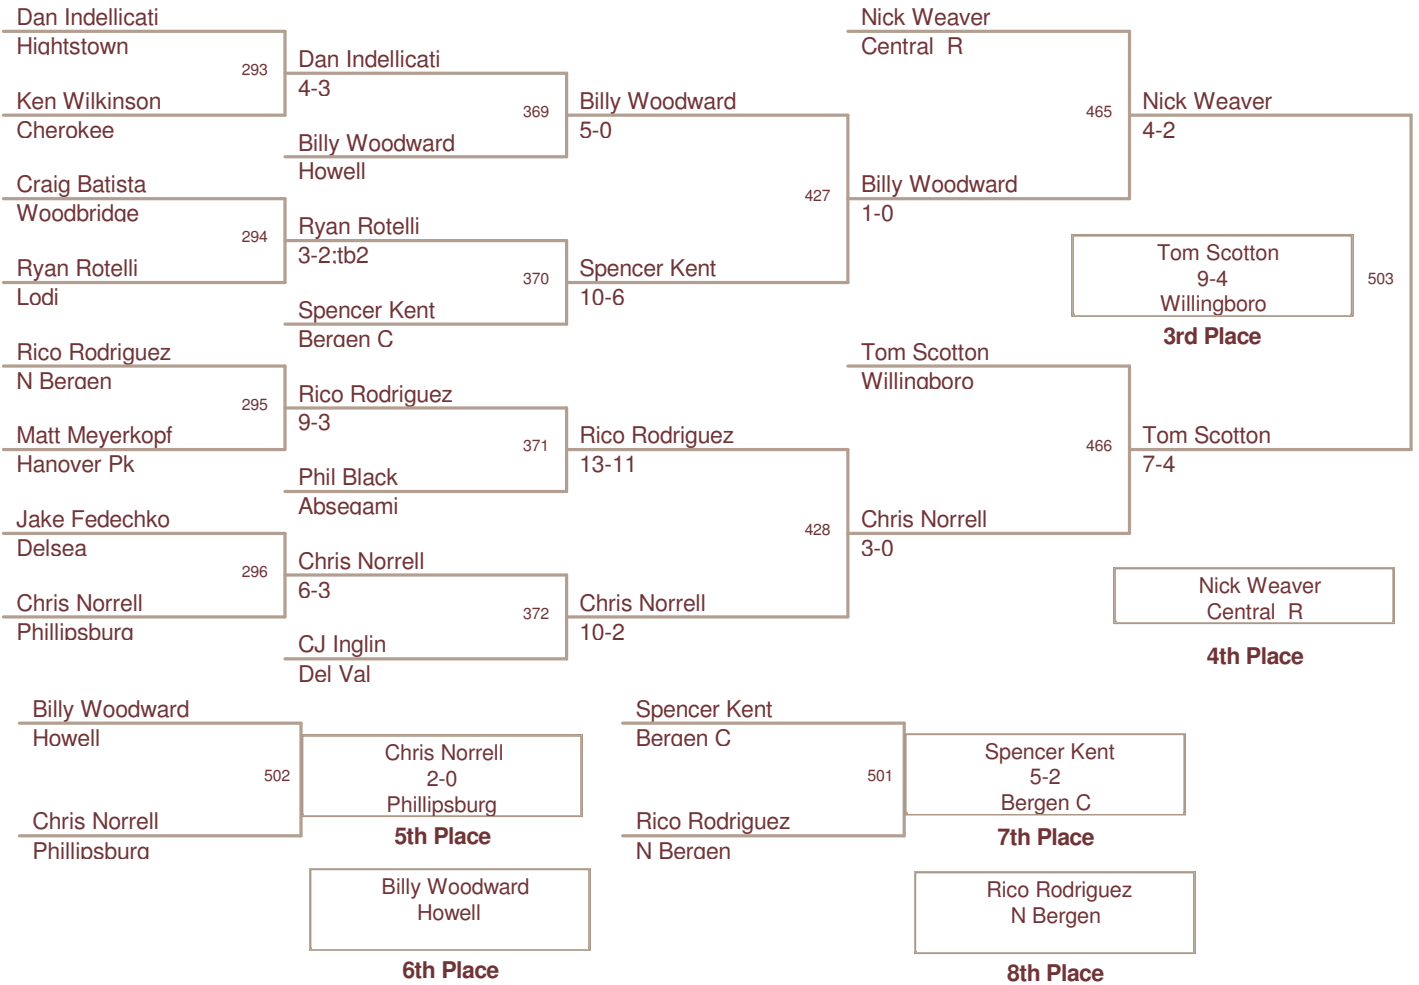 Dan Indellicati
Hightstown
293
Ken Wilkinson
Cherokee
Craig Batista
Woodbridge
294
Ryan Rotelli
Lodi
Rico Rodriguez
N Bergen
295
Matt Meyerkopf
Hanover Pk
Jake Fedechko
Delsea
296
Chris Norrell
Phillipsburg
Dan Indellicati
4-3
369
Billy Woodward
Howell
Ryan Rotelli
3-2:tb2
370
Spencer Kent
Bergen C
Rico Rodriguez
9-3
371
Phil Black
Absegami
Chris Norrell
6-3
372
CJ Inglin
Del Val
Billy Woodward
5-0
427
Spencer Kent
10-6
Rico Rodriguez
13-11
428
Chris Norrell
10-2
Nick Weaver
Central  R
465
Billy Woodward
1-0
Tom Scotton
Willingboro
466
Chris Norrell
3-0
Nick Weaver
4-2
Tom Scotton
9-4
Willingboro
503
3rd Place
Tom Scotton
7-4
Nick Weaver
Central  R
4th Place
Billy Woodward
Howell
502
Chris Norrell
Phillipsburg
Chris Norrell
2-0
Phillipsburg
5th Place
Billy Woodward
Howell
6th Place
Spencer Kent
Bergen C
501
Rico Rodriguez
N Bergen
Spencer Kent
5-2
Bergen C
7th Place
Rico Rodriguez
N Bergen
8th Place